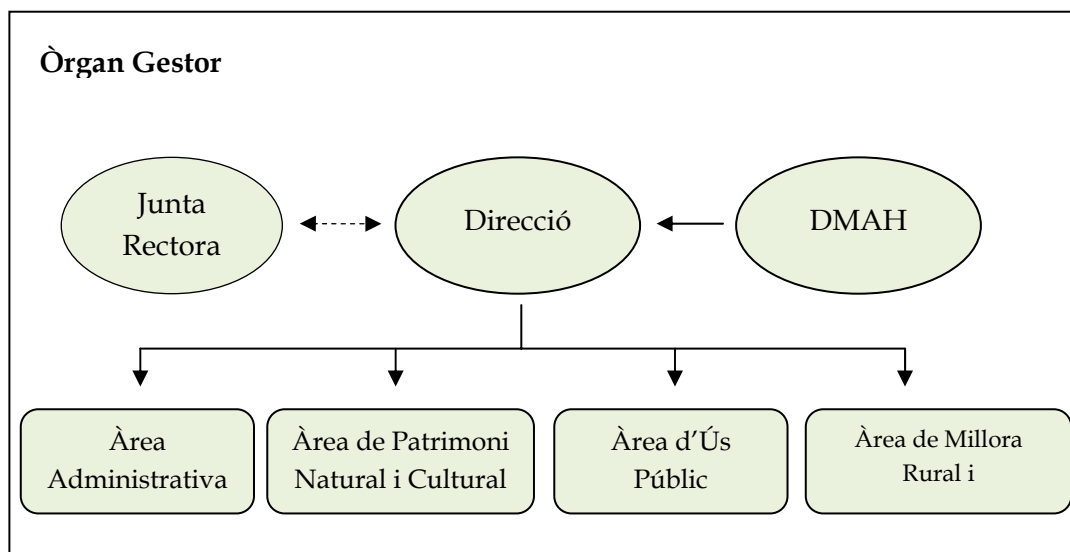 Òrgan Gestor
Junta
Rectora
Direcció
DMAH
Àrea
Administrativa
Àrea de Patrimoni
Natural i Cultural
Àrea d'Ús
Públic
Àrea de Millora
Rural i